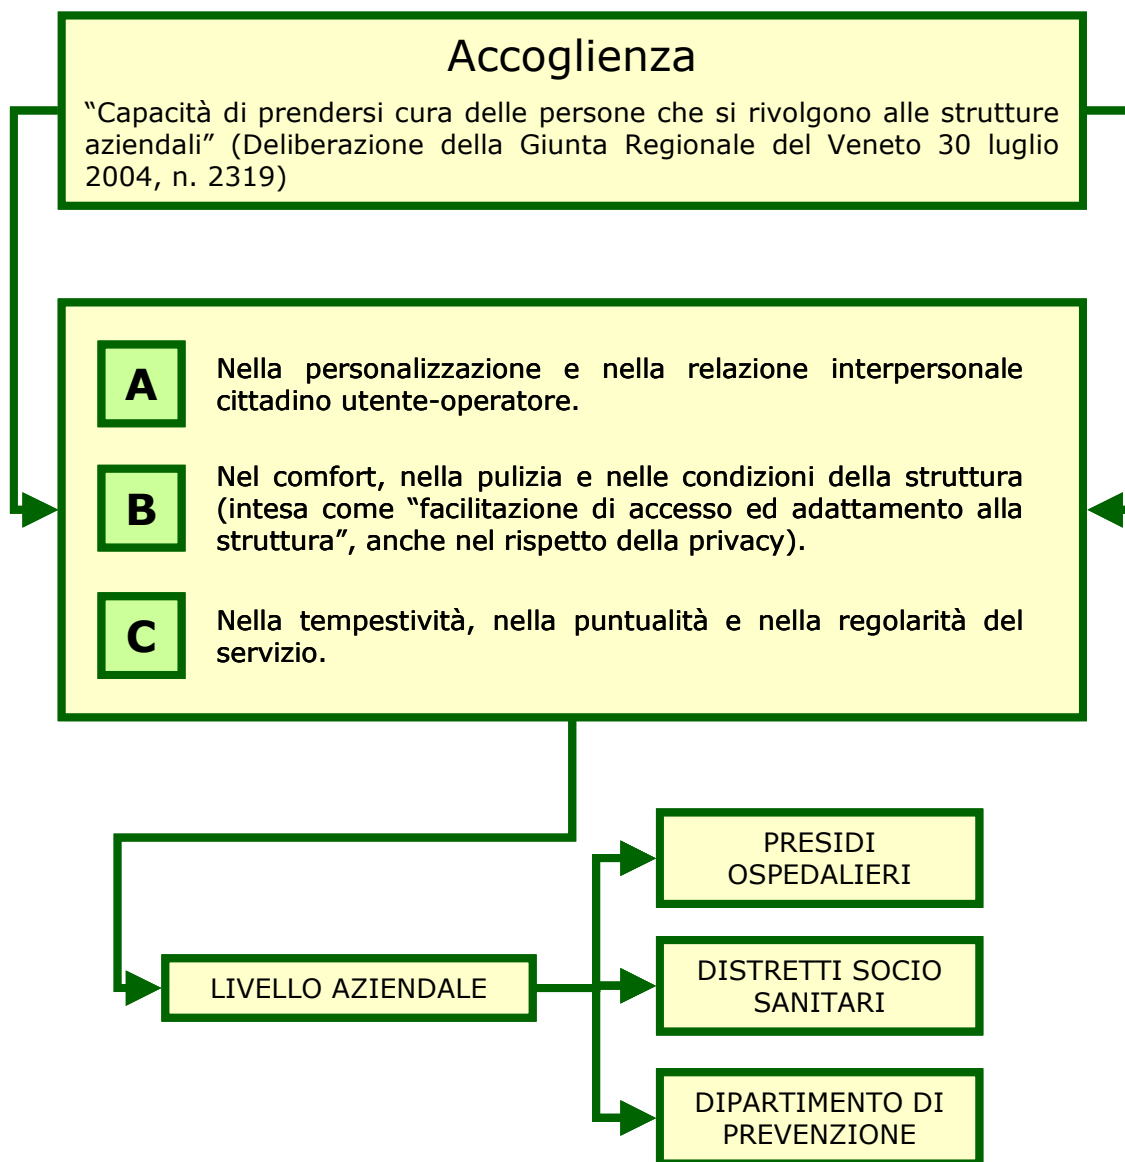 Accoglienza
“Capacità di prendersi cura delle persone che si rivolgono alle strutture
aziendali” (Deliberazione della Giunta Regionale del Veneto 30 luglio
2004, n. 2319)
A
Nella personalizzazione e nella relazione interpersonale
cittadino utente-operatore.
B
Nel comfort, nella pulizia e nelle condizioni della struttura
(intesa come “facilitazione di accesso ed adattamento alla
struttura”, anche nel rispetto della privacy).
C
Nella tempestività, nella puntualità e nella regolarità del
servizio.
PRESIDI
OSPEDALIERI
LIVELLO AZIENDALE
DISTRETTI SOCIO
SANITARI
DIPARTIMENTO DI
PREVENZIONE